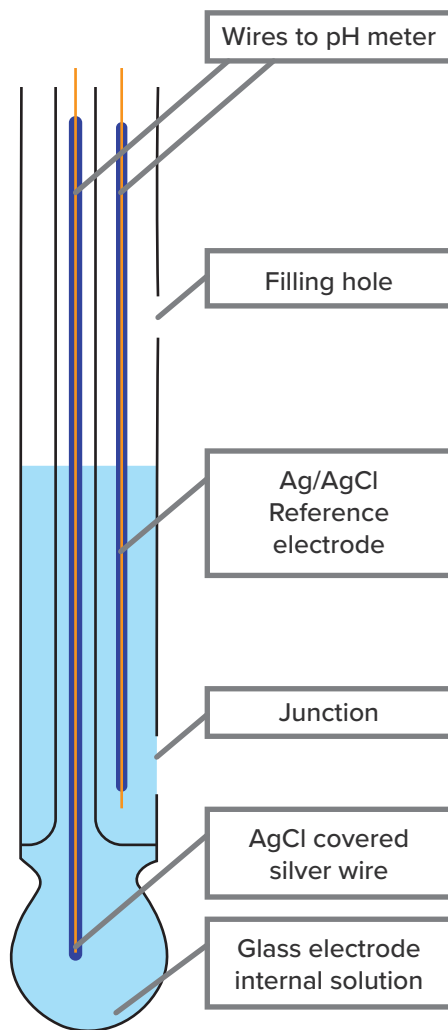 Wires to pH meter
Filling hole
Ag/AgCl
Reference
electrode
Junction
AgCl covered
silver wire
Glass electrode
internal solution